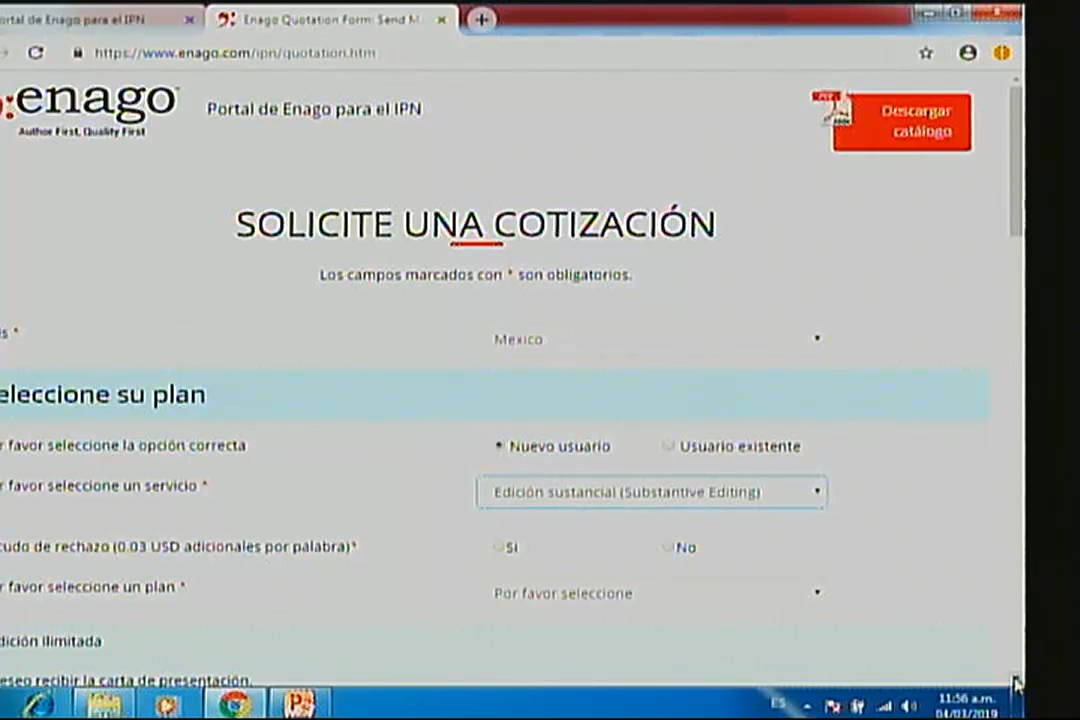 ortal de Enago para el IPN
Enago Quotation Form: Send M
https://www.enago.com/ipn/quotation.htm
enago
Author First, Quality First
Portal de Enago para el IPN
Descargar
catálogo
SOLICITE UNA COTIZACIÓN
Los campos marcados con * son obligatorios.
s *
Mexico
eleccione su plan
r favor seleccione la opción correcta
Nuevo usuario
Usuario existente
r favor seleccione un servicio *
Edición sustancial (Substantive Editing)
cudo de rechazo (0.03 USD adicionales por palabra)*
Si
No
r favor seleccione un plan *
Por favor seleccione
dición Ilimitada
eseo recibir la carta de presentación.
ES
11:56 a.m.